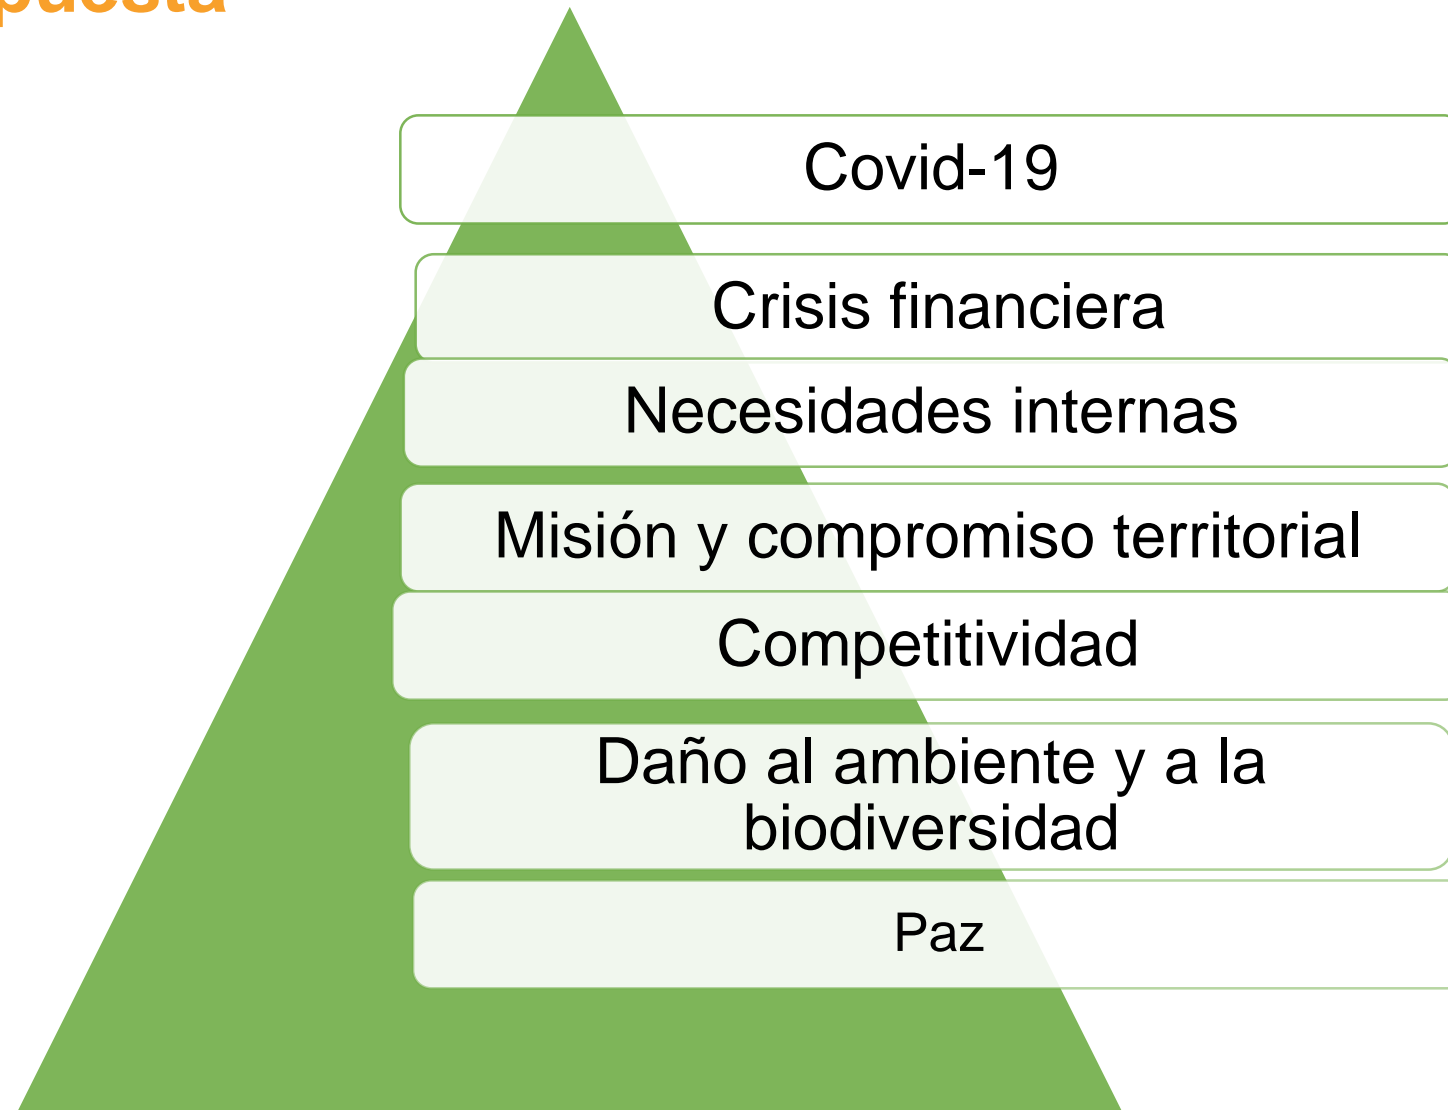 Covid-19
Crisis financiera
Necesidades internas
Misión y compromiso territorial
Competitividad
Daño al ambiente y a la
biodiversidad
Paz